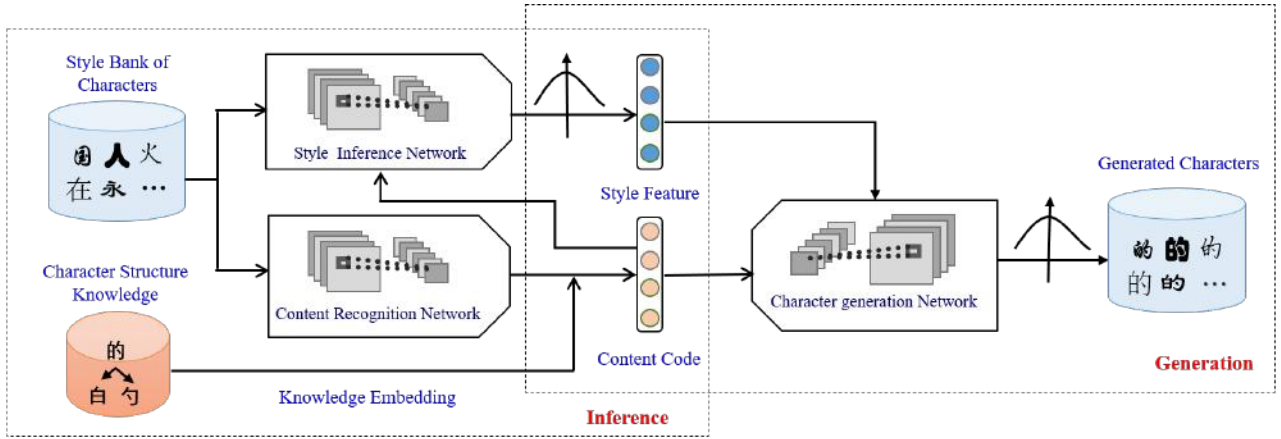 Style Bank of
Characters
国 人 火
在 永 ···
Style Inference Network
Style Feature
Generated Characters
的 的 的
的 的 ···
Character Structure
Knowledge
的
白 勺
Content Recognition Network
Content Code
Character generation Network
Knowledge Embedding
Inference
Generation